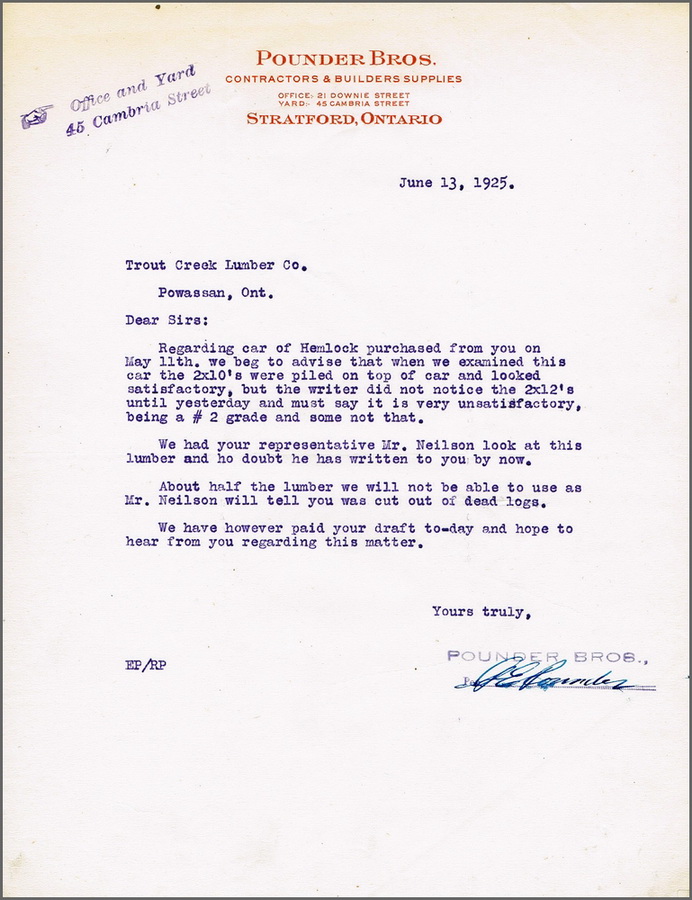 POUNDER BROS.
CONTRACTORS & BUILDERS SUPPLIES
OFFICE: 21 DOWNIE STREET
YARD:- 45 CAMBRIA STREET
STRATFORD, ONTARIO
Office and Yard
45 Cambria Street
June 13, 1925.
Trout Creek Lumber Co.
Powassan, Ont.
Dear Sirs:
Regarding car of Hemlock purchased from you on
May 11th. we beg to advise that when we examined this
car the 2x10's were piled on top of car and looked
satisfactory, but the writer did not notice the 2x12's
until yesterday and must say it is very unsatisfactory,
being a # 2 grade and some not that.
We had your representative Mr. Neilson look at this
lumber and ho doubt he has written to you by now.
About half the lumber we will not be able to use as
Mr. Neilson will tell you was cut out of dead logs.
We have however paid your draft to-day and hope to
hear from you regarding this matter.
Yours truly,
POUNDER BROS.,
EP/RP
Pounder